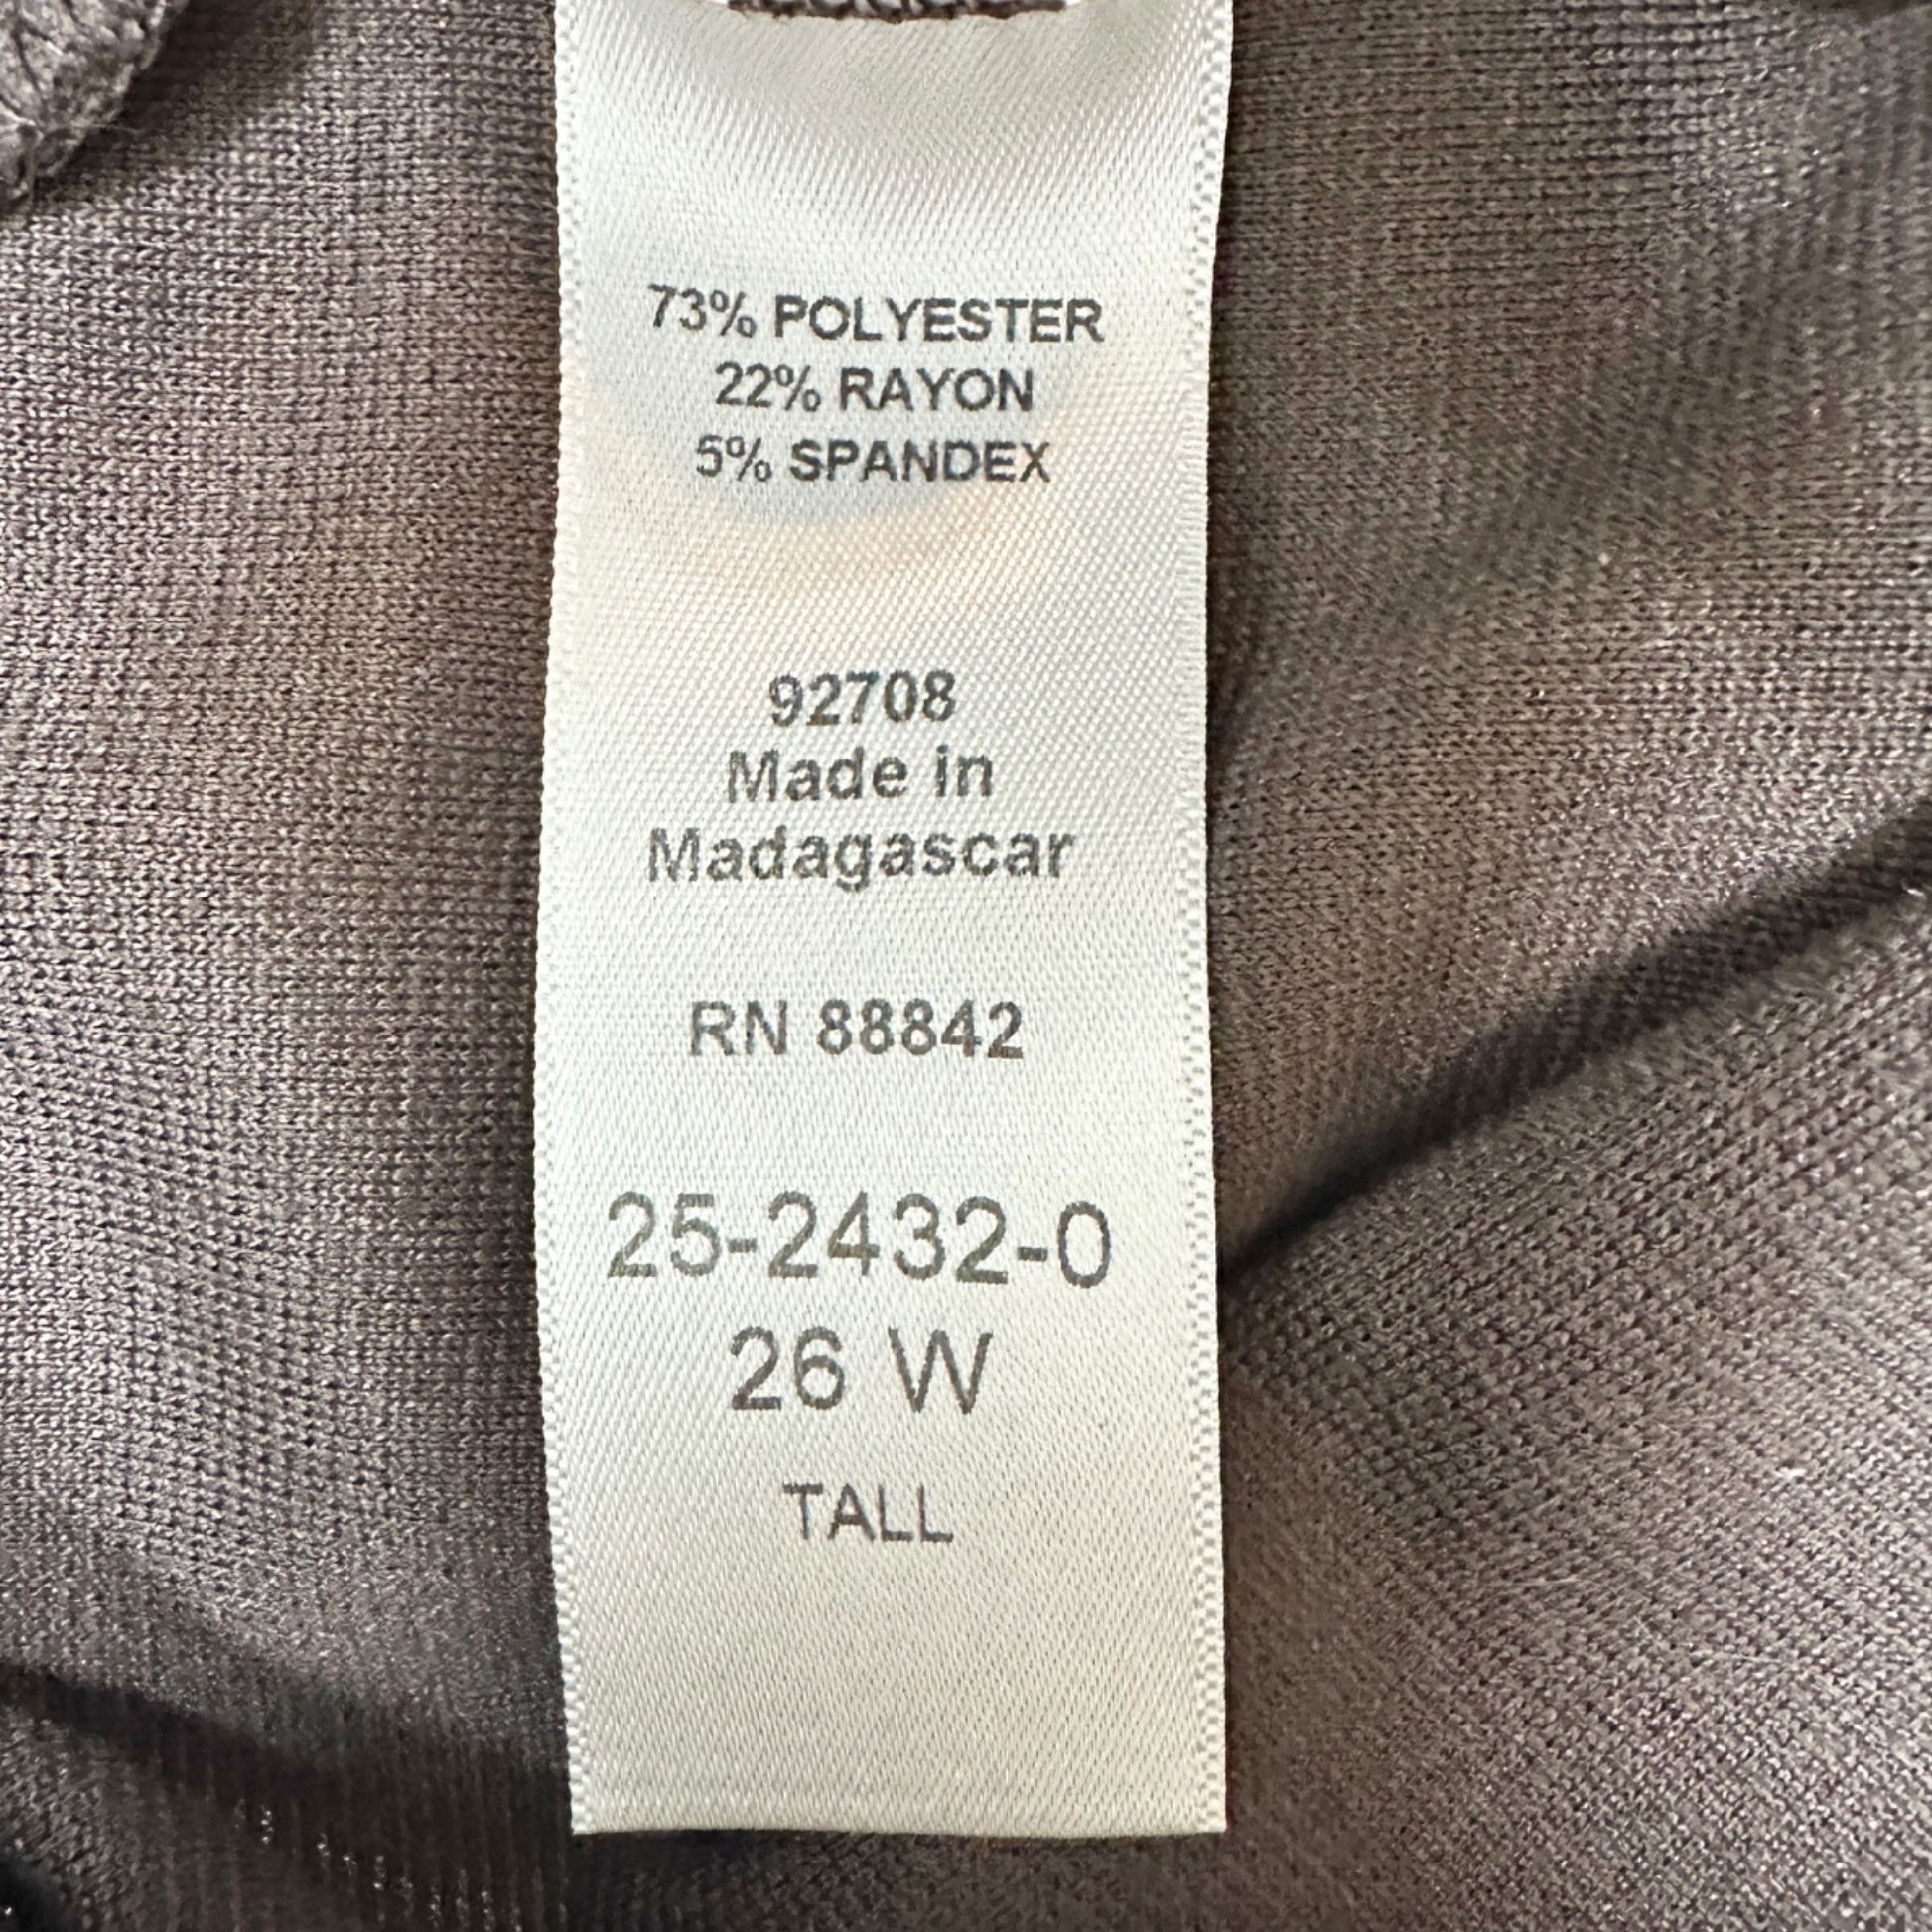 73% POLYESTER
22% RAYON
5% SPANDEX
92708
Made in
Madagascar
RN 88842
25-2432-0
26 W
TALL